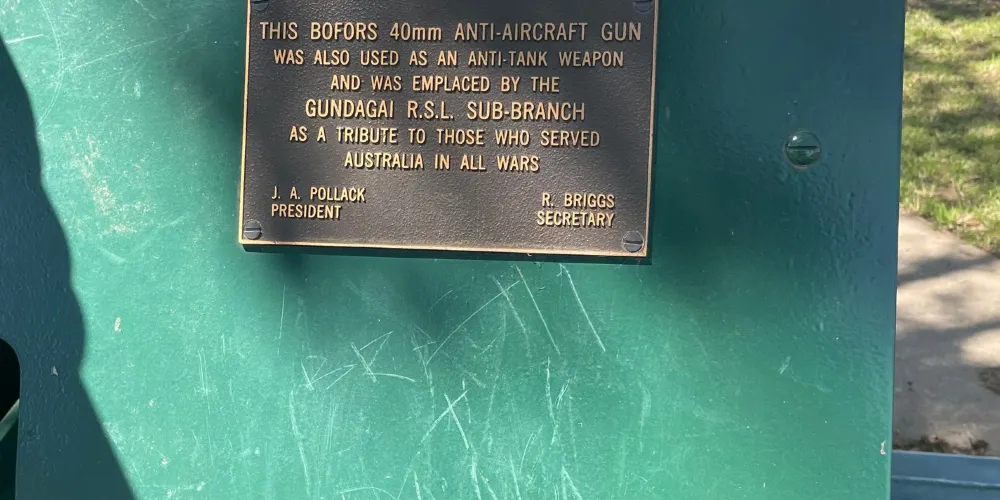 THIS BOFORS 40mm ANTI-AIRCRAFT GUN
WAS ALSO USED AS AN ANTI-TANK WEAPON
AND WAS EMPLACED BY THE
GUNDAGAI R.S.L. SUB-BRANCH
AS A TRIBUTE TO THOSE WHO SERVED
AUSTRALIA IN ALL WARS
J. A. POLLACK
PRESIDENT
R. BRIGGS
SECRETARY